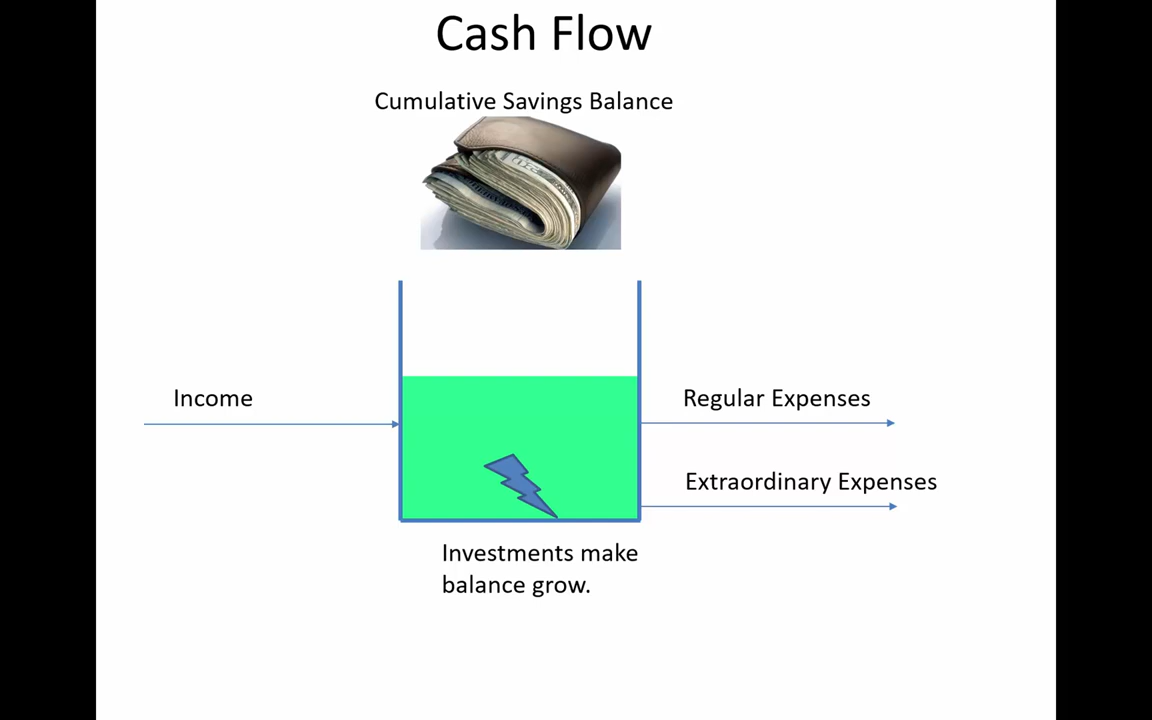 Cash Flow
Cumulative Savings Balance
Income
Regular Expenses
Extraordinary Expenses
Investments make
balance grow.